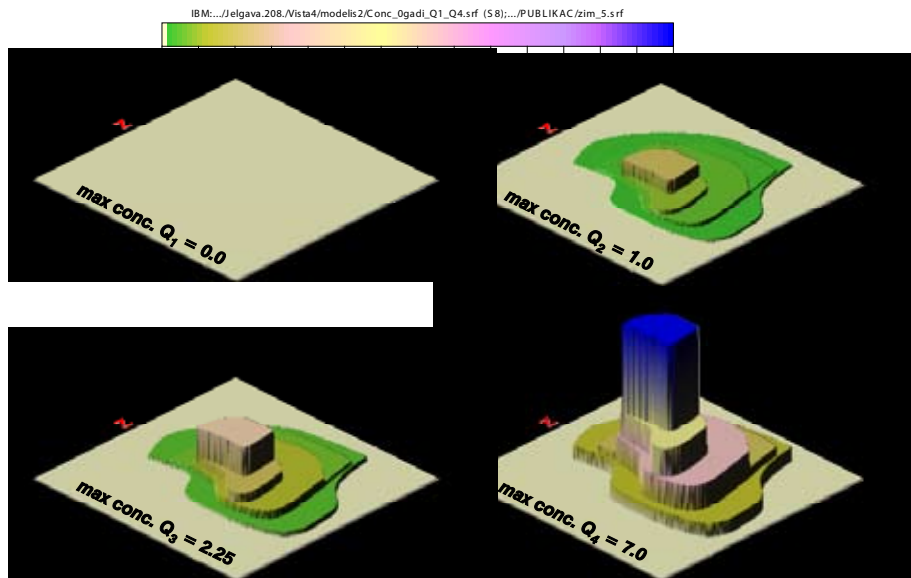 IBM:.../Jelgava.208./Vista4/modelis2/Conc_0gadi_Q1_Q4.srf (S8);.../PUBLIKAC/zim_5.srf
max conc. Q₁ = 0.0
max conc. Q₂ = 1.0
max conc. Q₃ = 2.25
max conc. Q₄ = 7.0